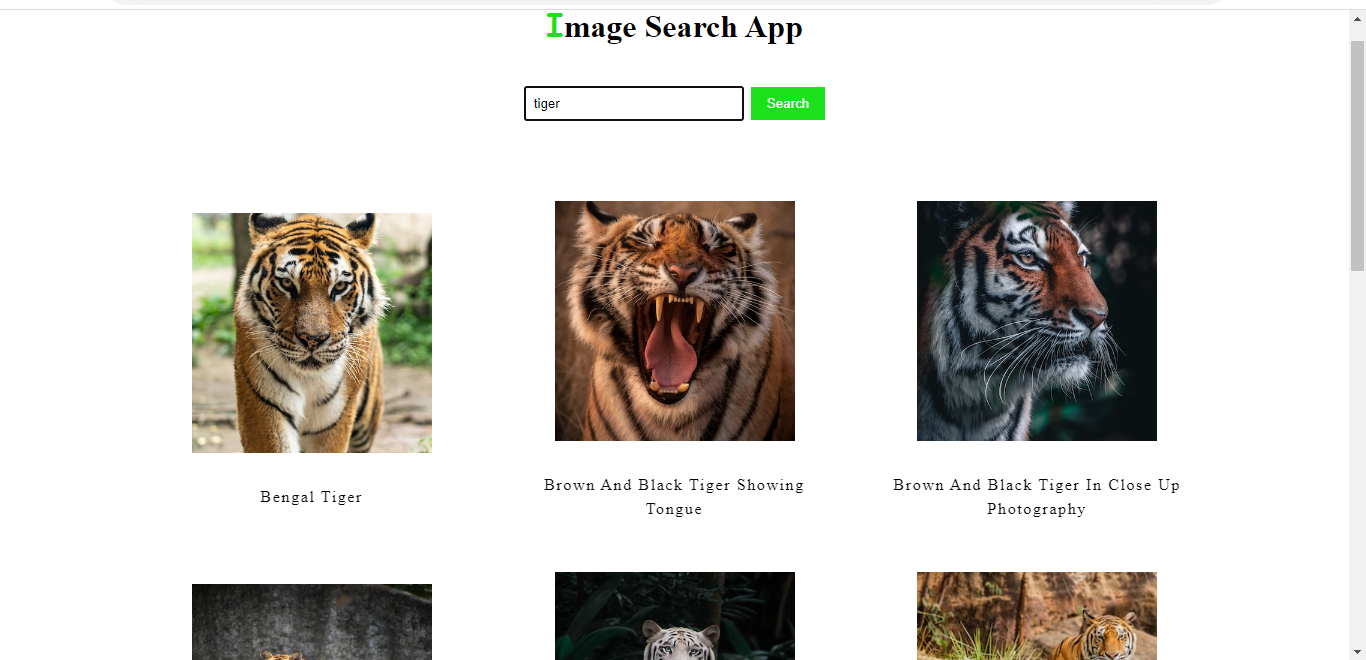 Image Search App
tiger
Search
Bengal Tiger
Brown And Black Tiger Showing
Tongue
Brown And Black Tiger In Close Up
Photography